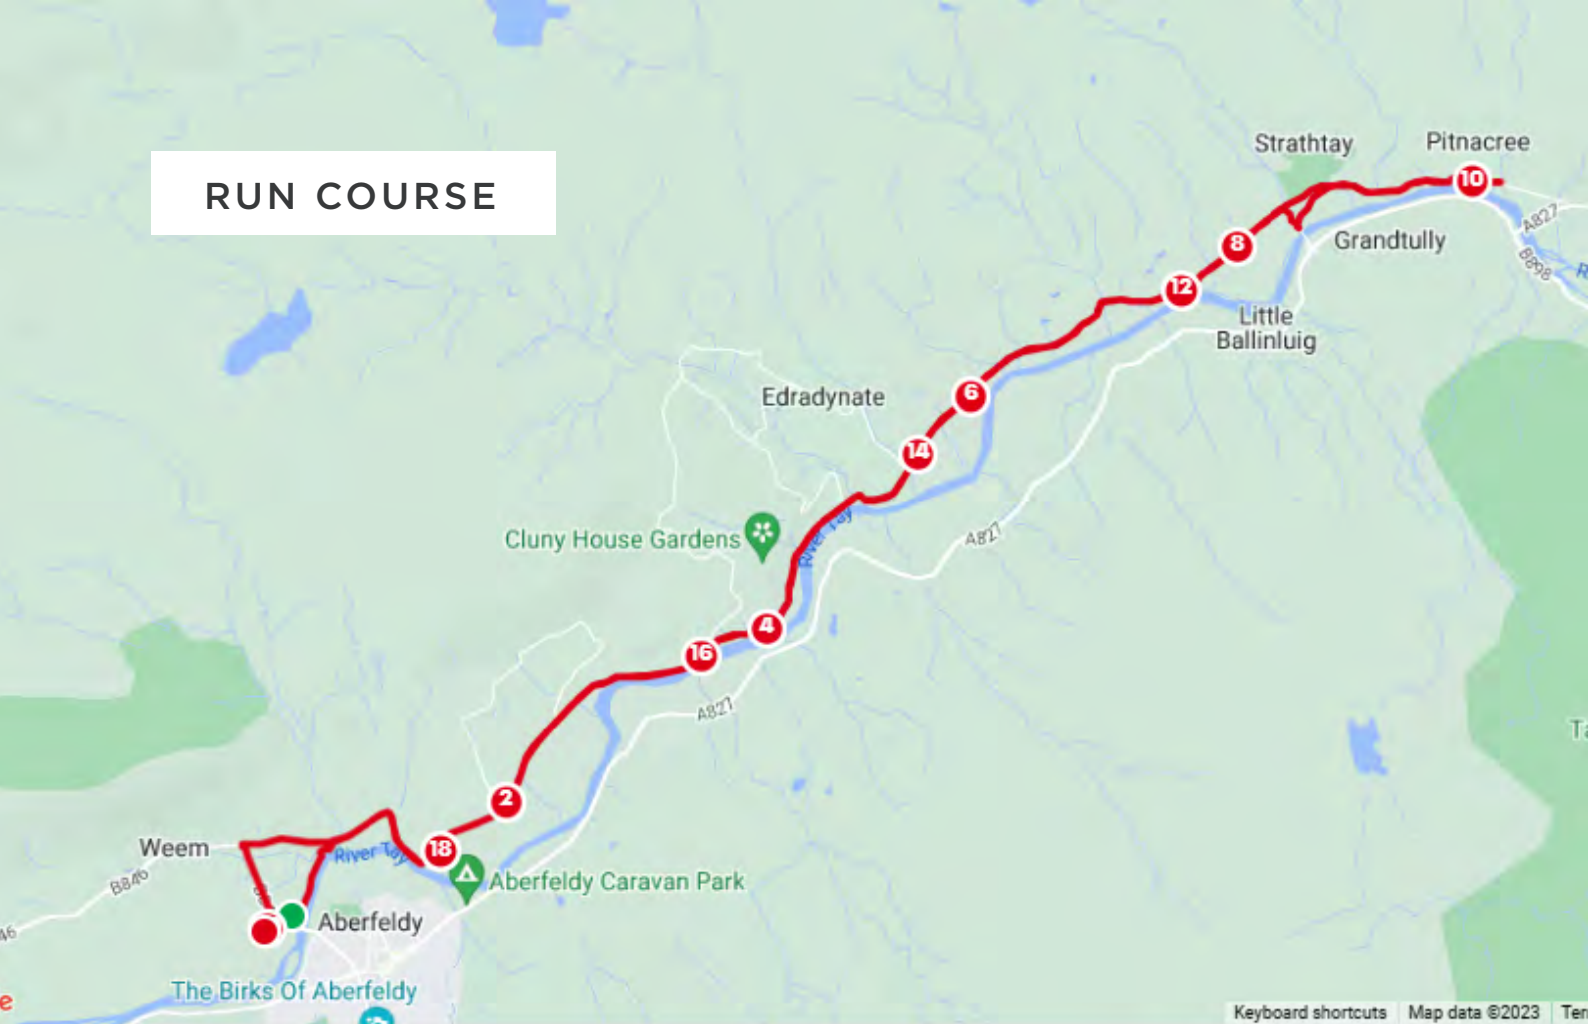 RUN COURSE
Strathtay
Pitnacree
10
A827
8
Grandtully
B898
12
Little
Ballinluig
6
Edradynate
14
River Tay
A827
Cluny House Gardens
4
16
A827
2
Weem
18
River Tay
B846
Aberfeldy Caravan Park
Aberfeldy
46
The Birks Of Aberfeldy
e
Keyboard shortcuts
Map data ©2023
Ter